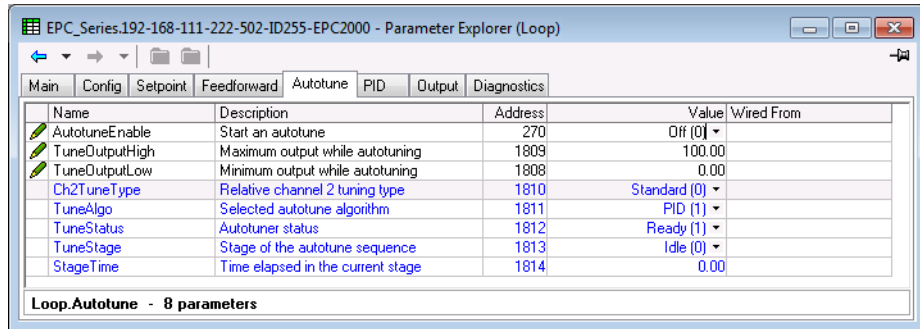 EPC_Series.192-168-111-222-502-ID255-EPC2000 - Parameter Explorer (Loop)
Main Config Setpoint Feedforward Autotune PID Output Diagnostics
Name Description Address Value Wired From
AutotuneEnable Start an autotune 270 Off (0)
TuneOutputHigh Maximum output while autotuning 1809 100.00
TuneOutputLow Minimum output while autotuning 1808 0.00
Ch2TuneType Relative channel 2 tuning type 1810 Standard (0)
TuneAlgo Selected autotune algorithm 1811 PID (1)
TuneStatus Autotuner status 1812 Ready (1)
TuneStage Stage of the autotune sequence 1813 Idle (0)
StageTime Time elapsed in the current stage 1814 0.00
Loop.Autotune - 8 parameters